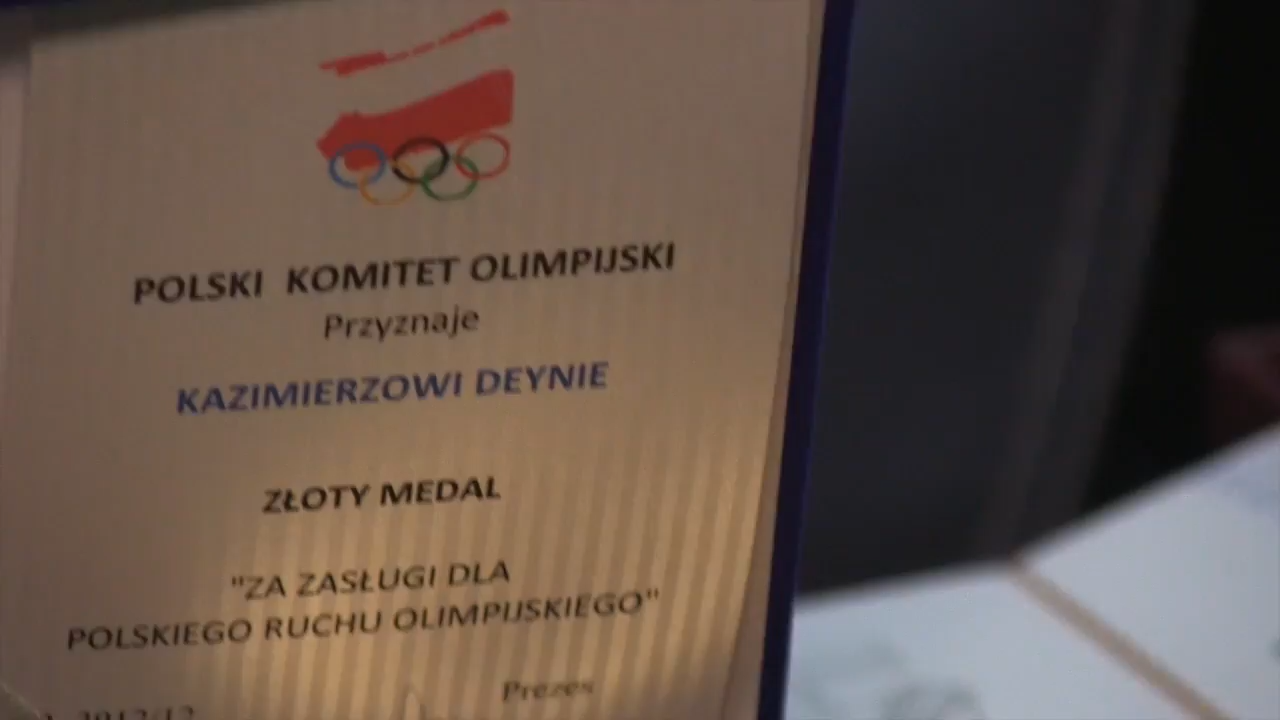 POLSKI KOMITET OLIMPIJSKI
Przyznaje
KAZIMIERZOWI DEYNIE
ZŁOTY MEDAL
"ZA ZASŁUGI DLA
POLSKIEGO RUCHU OLIMPIJSKIEGO"
Prezes